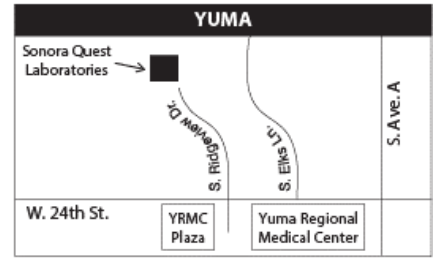 YUMA
Sonora Quest
Laboratories
S. Ridgeview Dr.
S. Elks Ln.
S. Ave. A
W. 24th St.
YRMC
Plaza
Yuma Regional
Medical Center